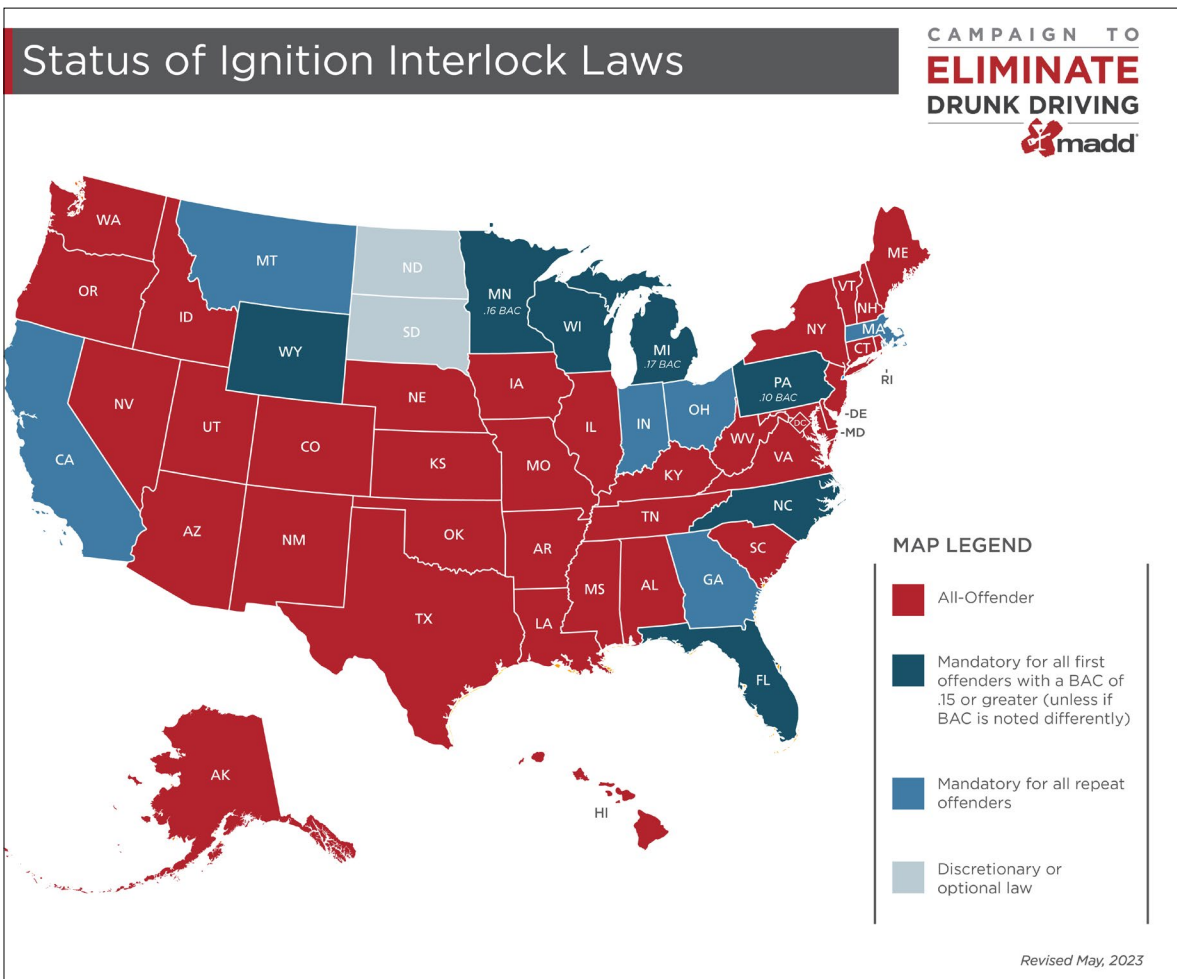 Status of Ignition Interlock Laws
CAMPAIGN TO
ELIMINATE
DRUNK DRIVING
madd
WA
OR
ID
MT
ND
SD
MN
.16 BAC
WI
MI
.17 BAC
WY
NV
UT
CA
CO
NE
KS
IA
MO
IL
IN
OH
KY
WV
VA
PA
.10 BAC
NY
VT
NH
ME
MA
CT
RI
-DE
-MD
DC
AZ
NM
OK
TX
AR
LA
MS
AL
TN
NC
SC
GA
FL
AK
HI
MAP LEGEND
All-Offender
Mandatory for all first
offenders with a BAC of
.15 or greater (unless if
BAC is noted differently)
Mandatory for all repeat
offenders
Discretionary or
optional law
Revised May, 2023